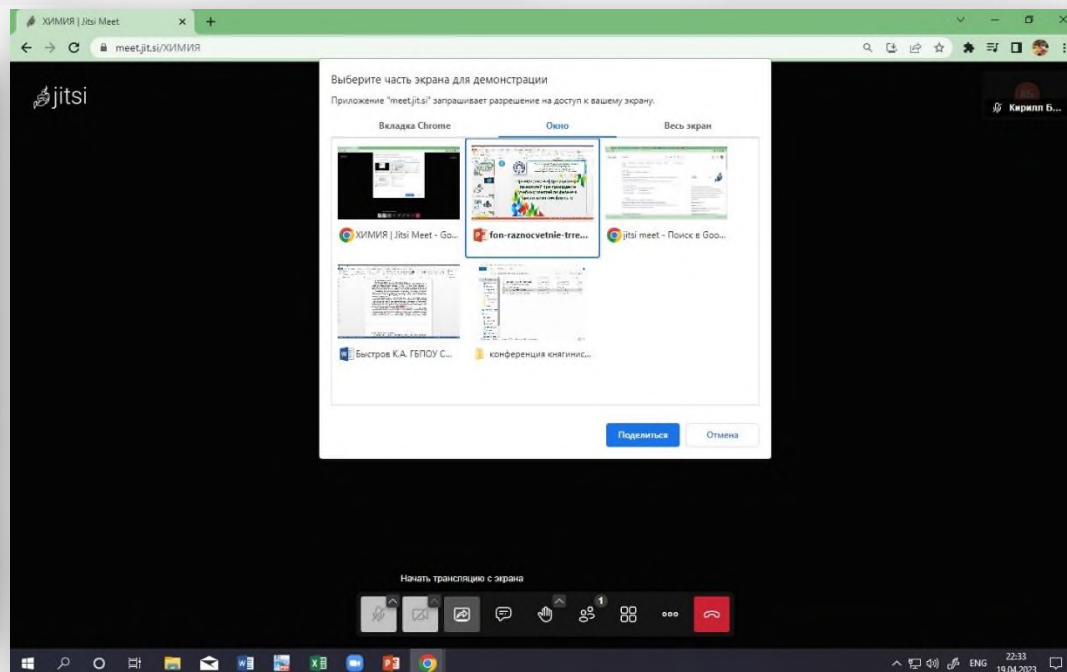 ХИМИЯ | Jitsi Meet
meet.jit.si/ХИМИЯ
jitsi
Кирилл Б...
Выберите часть экрана для демонстрации
Приложение "meet.jit.si" запрашивает разрешение на доступ к вашему экрану.
Вкладка Chrome
Окно
Весь экран
ХИМИЯ | Jitsi Meet - Go...
fon-raznocvetnie-trre...
jitsi meet - Поиск в Goo...
Быстров К.А. ГБПОУ С...
конференция княгинис...
Поделиться
Отмена
Начать трансляцию с экрана
1
ENG
22:33
19.04.2023